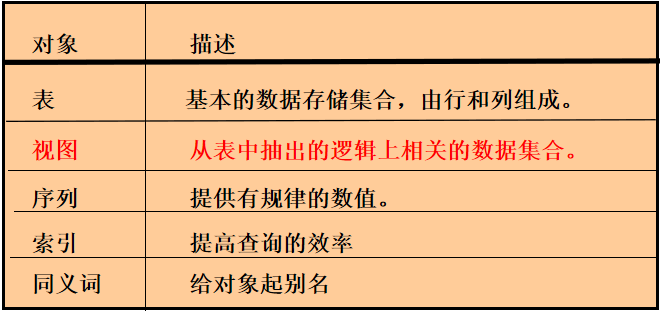 对象 描述
表 基本的数据存储集合，由行和列组成。
视图 从表中抽出的逻辑上相关的数据集合。
序列 提供有规律的数值。
索引 提高查询的效率
同义词 给对象起别名